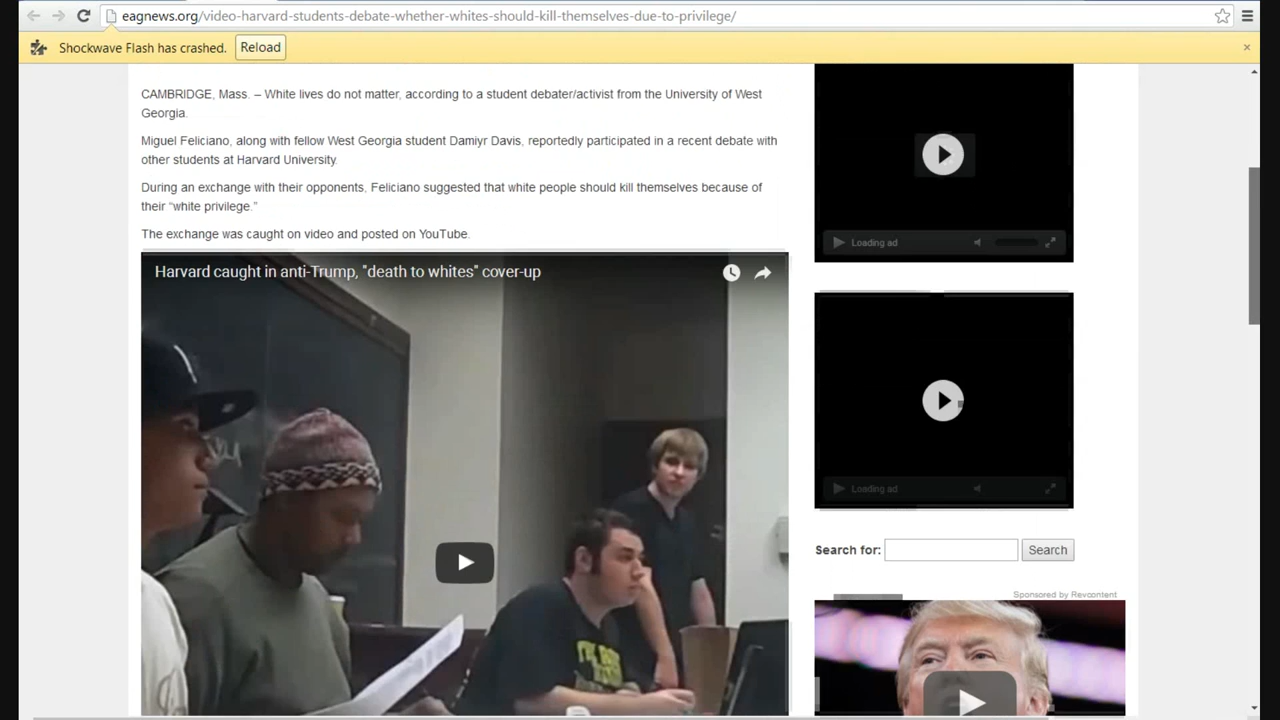 eagnews.org/video-harvard-students-debate-whether-whites-should-kill-themselves-due-to-privilege/
Shockwave Flash has crashed. Reload
CAMBRIDGE, Mass. – White lives do not matter, according to a student debater/activist from the University of West
Georgia.
Miguel Feliciano, along with fellow West Georgia student Damiyr Davis, reportedly participated in a recent debate with
other students at Harvard University.
During an exchange with their opponents, Feliciano suggested that white people should kill themselves because of
their “white privilege.”
The exchange was caught on video and posted on YouTube.
Harvard caught in anti-Trump, "death to whites" cover-up
Loading ad
Loading ad
Search for: Search
Sponsored by Revcontent